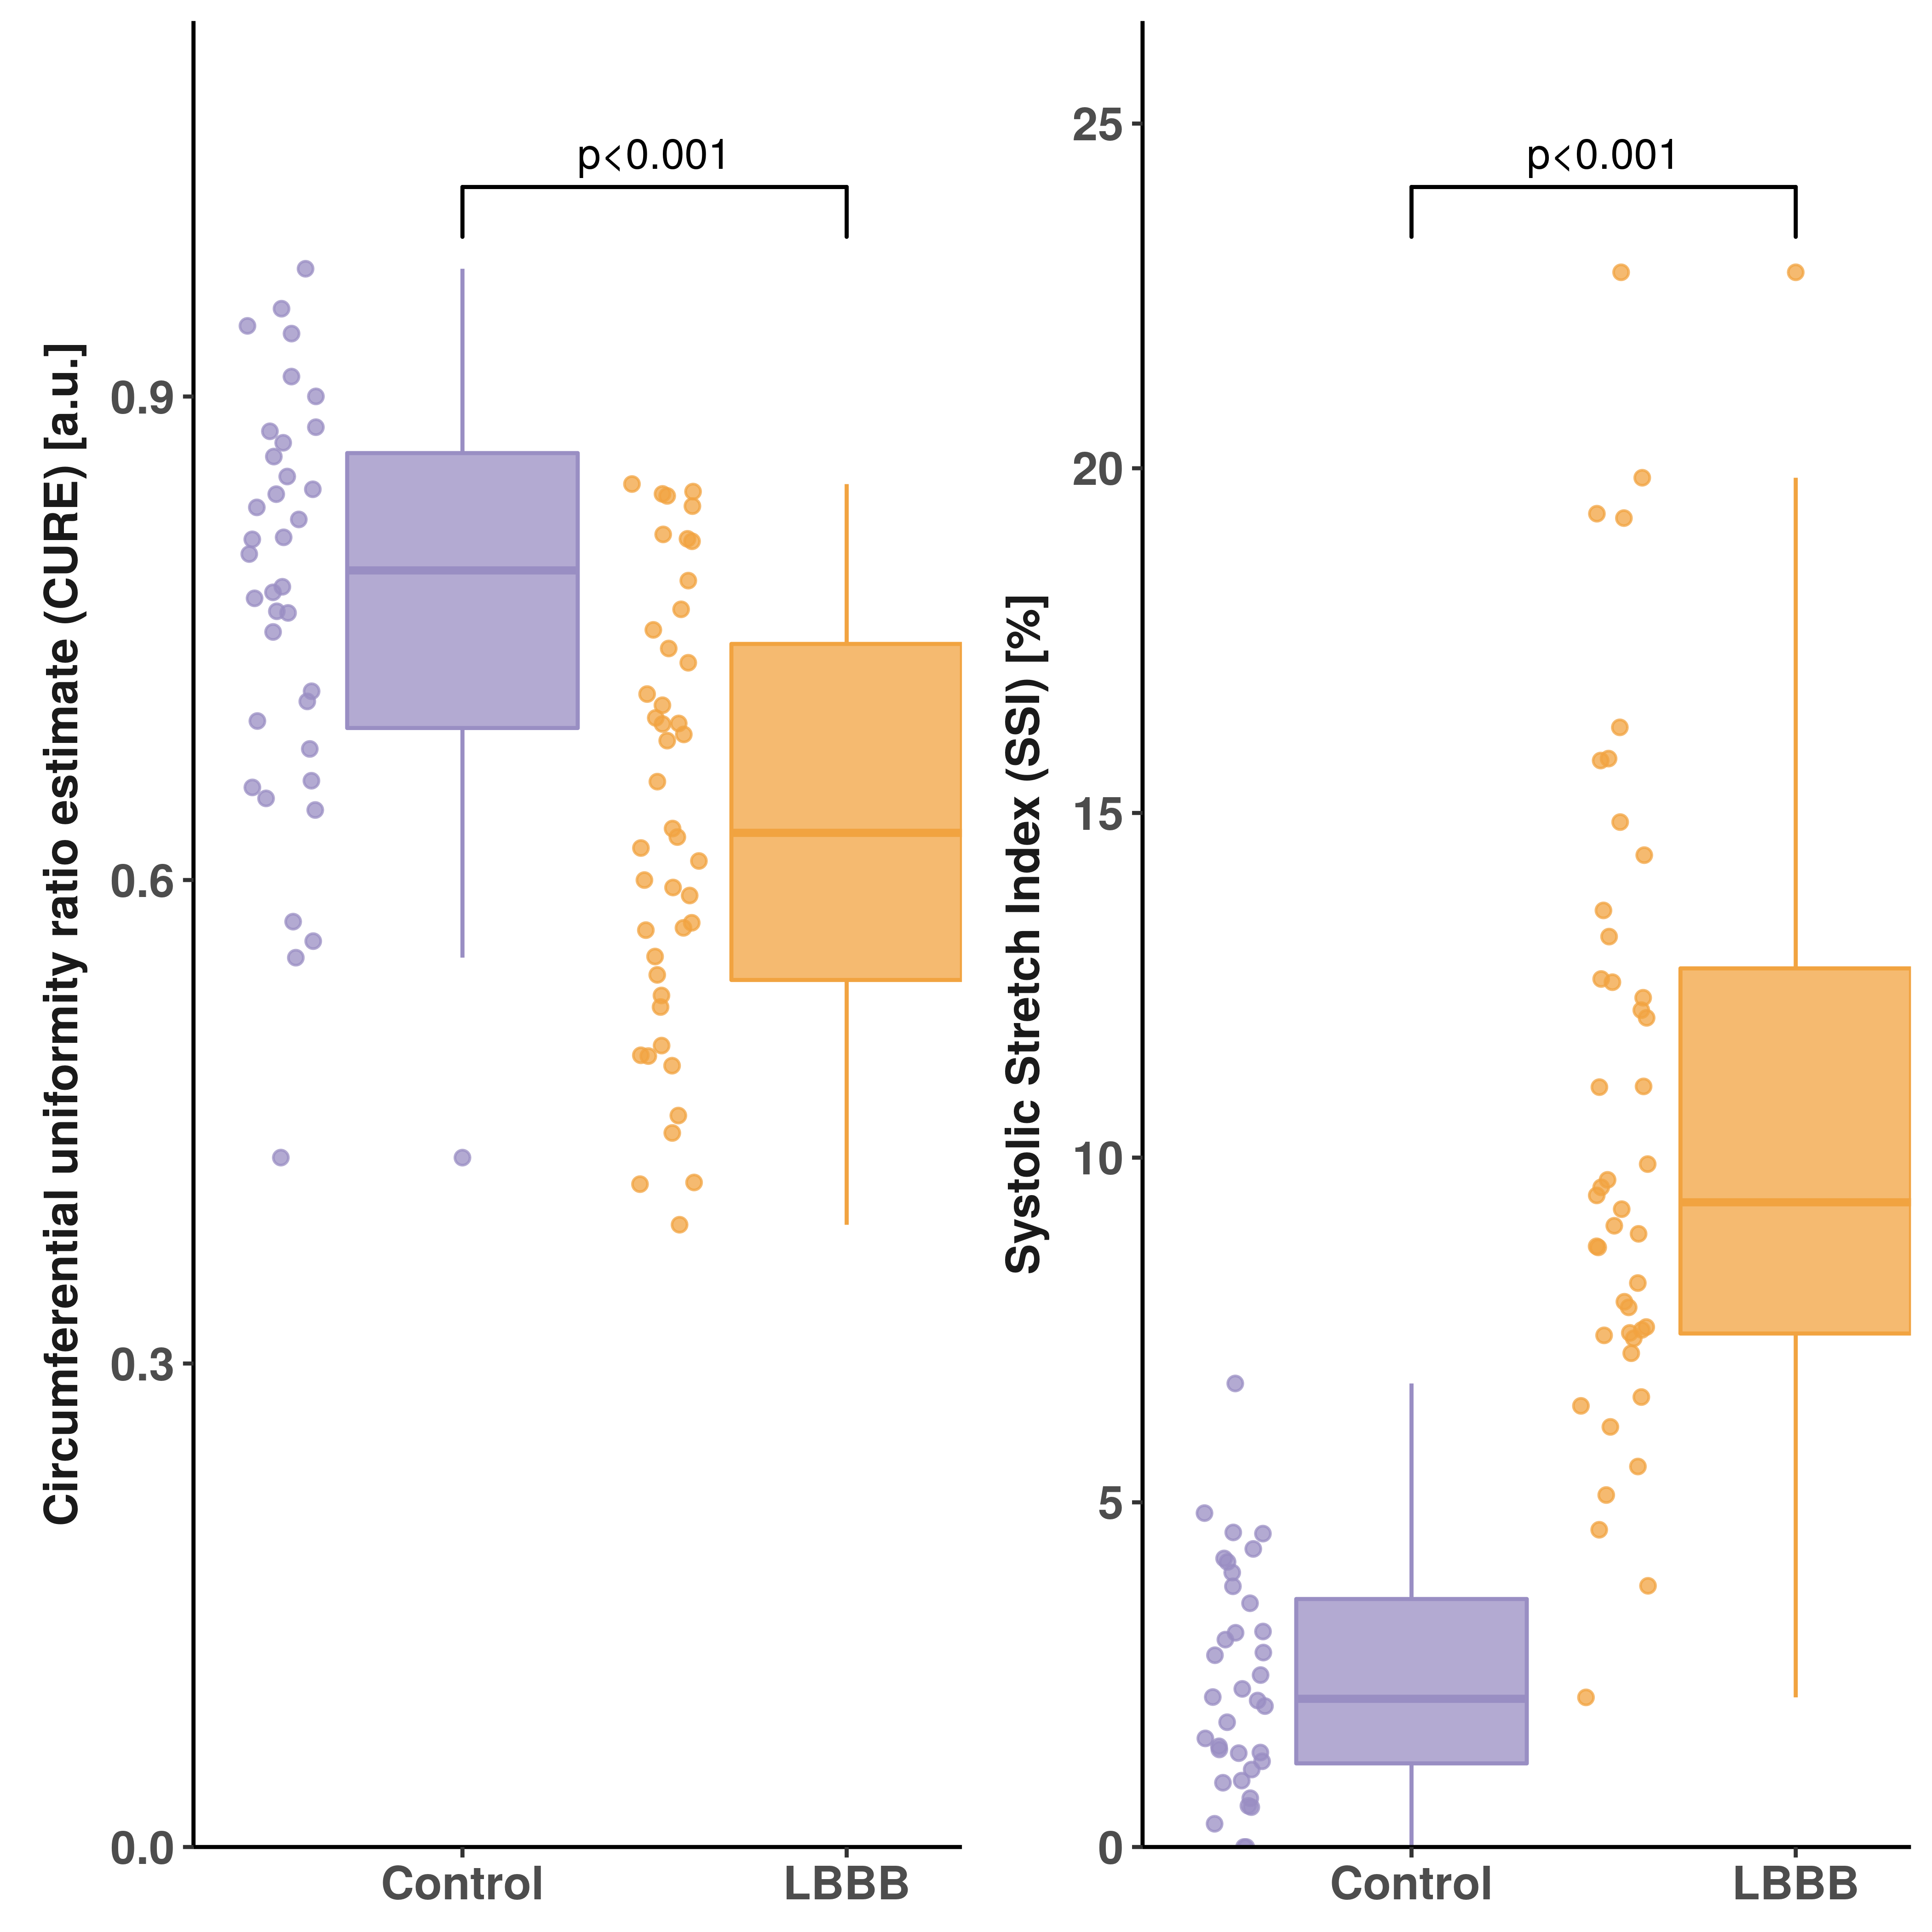 Circumferential uniformity ratio estimate (CURE) [a.u.]
0.9
0.6
0.3
0.0
p<0.001
Control
LBBB
Systolic Stretch Index (SSI) [%]
25
20
15
10
5
0
p<0.001
Control
LBBB